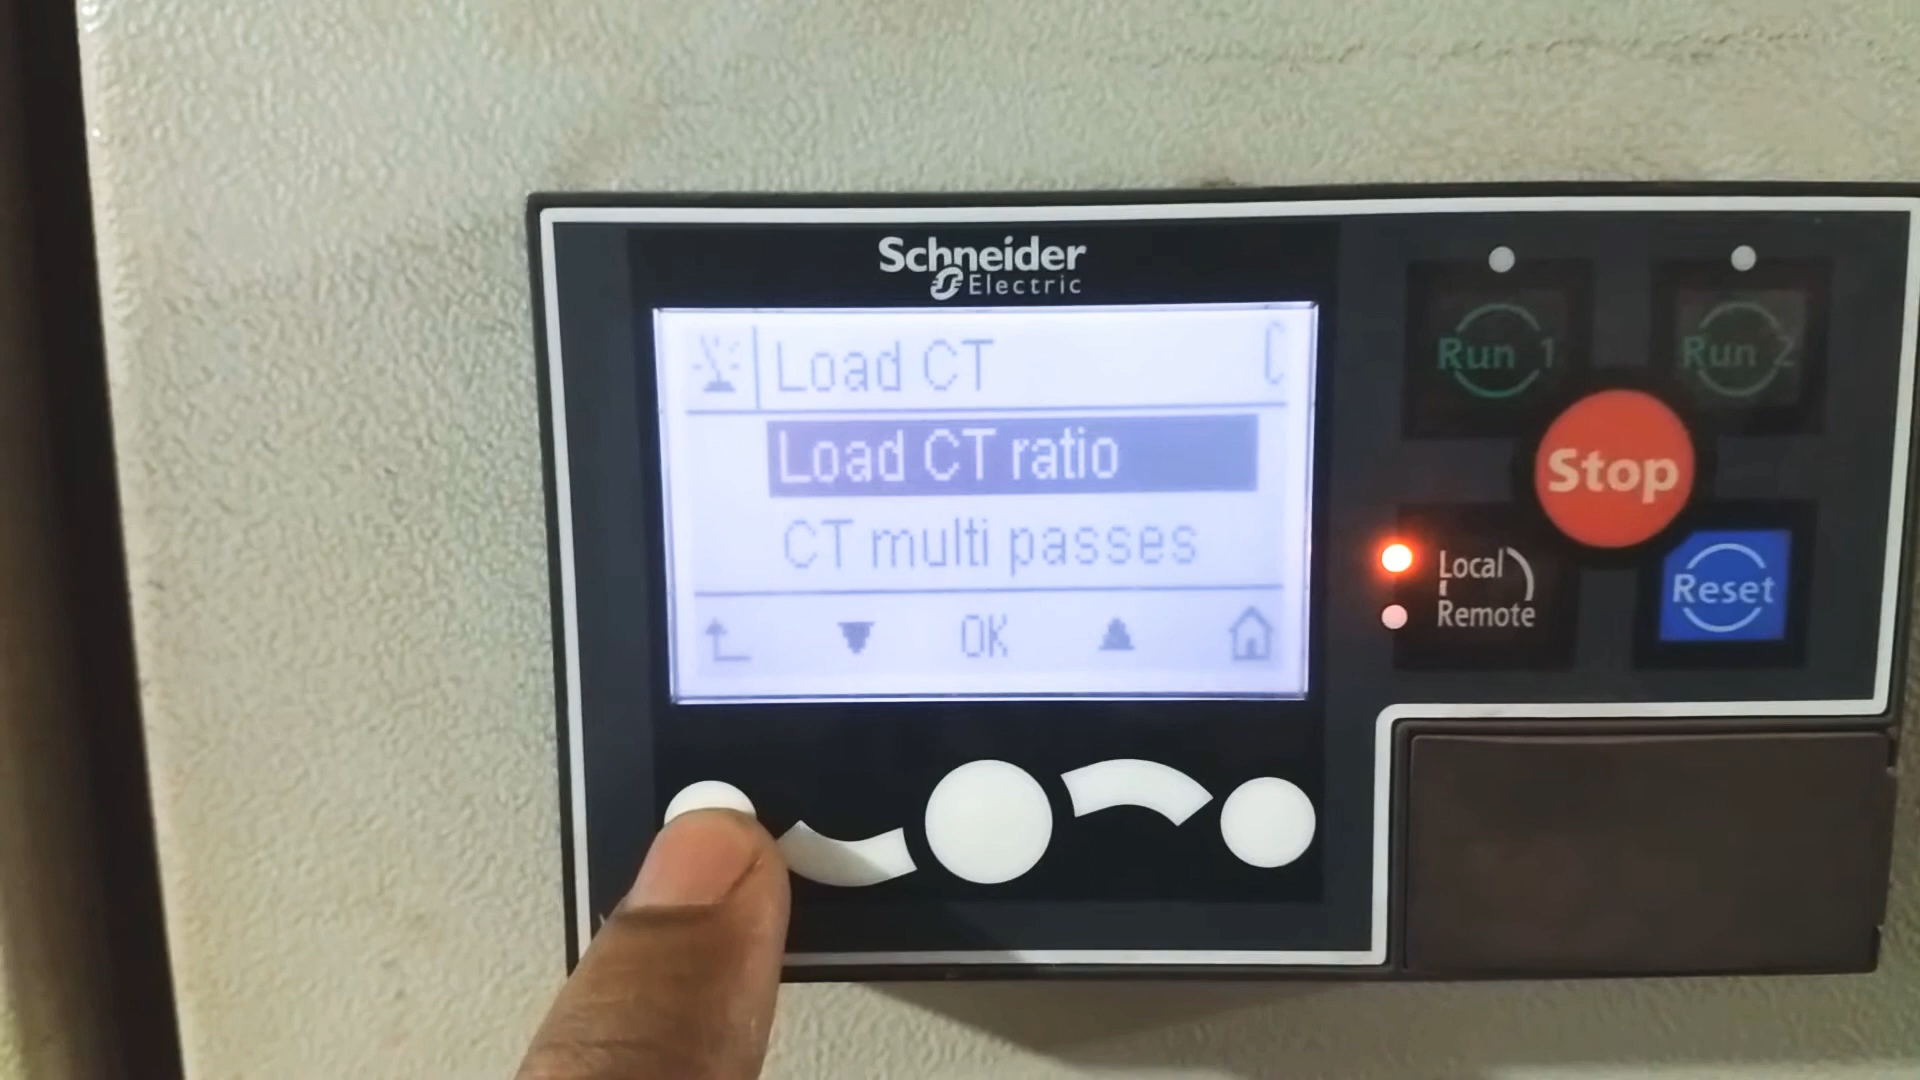 Schneider
Electric
Load CT
Load CT ratio
CT multi passes
OK
Run 1
Run 2
Stop
Local
Remote
Reset